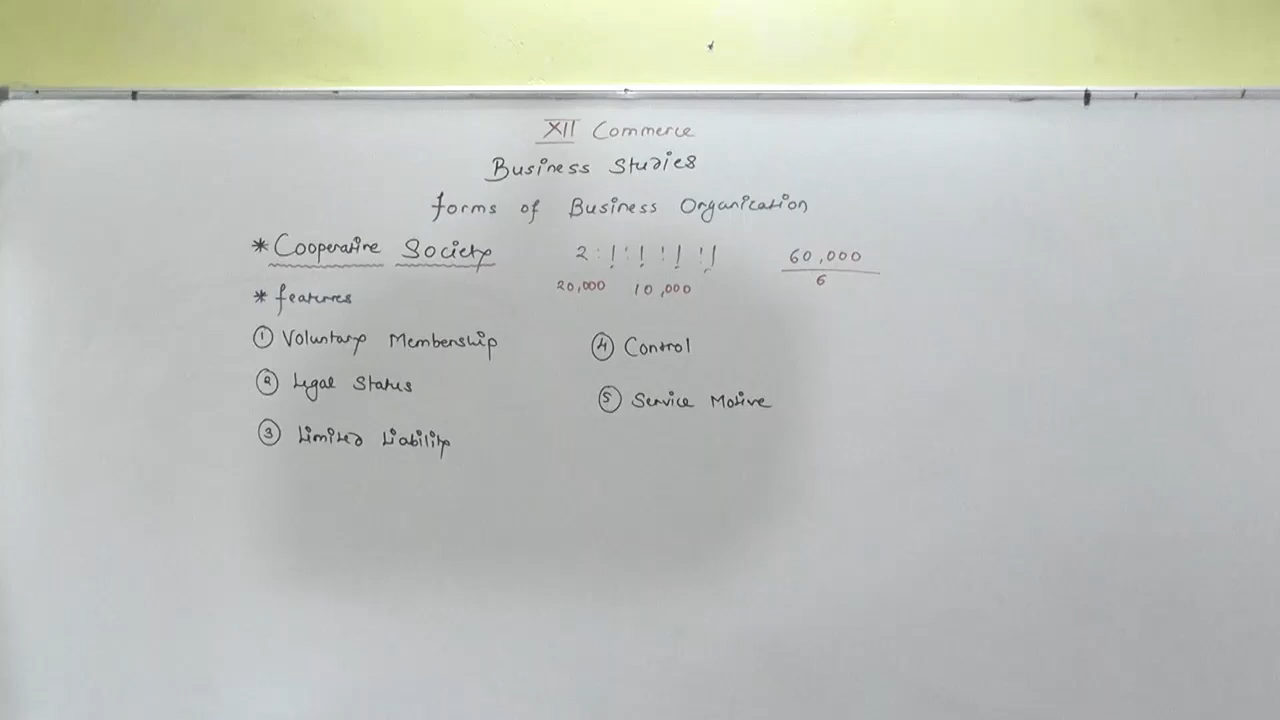 XII Commerce
Business Studies
forms of Business Organization
* Cooperative Society 2:1:1:1:1 60,000
6
20,000 10,000
* features
① Voluntary Membership
② Legal Status
③ Limited Liability
④ Control
⑤ Service Motive